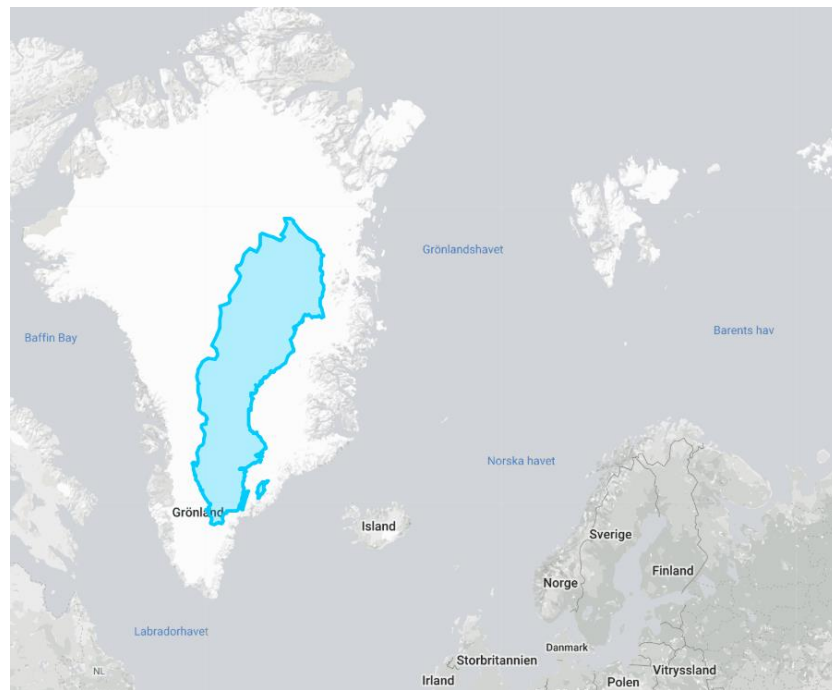 Grönlandshavet
Baffin Bay
Barents hav
Norska havet
Grönland
Island
Sverige
Norge
Finland
Labradorhavet
Danmark
Storbritannien
NL
Irland
Polen
Vitryssland